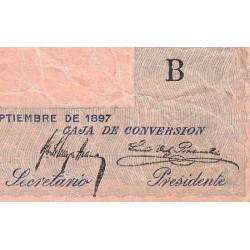 B
PTIEMBRE DE 1897
CAJA DE CONVERSION
Secretario Presidente